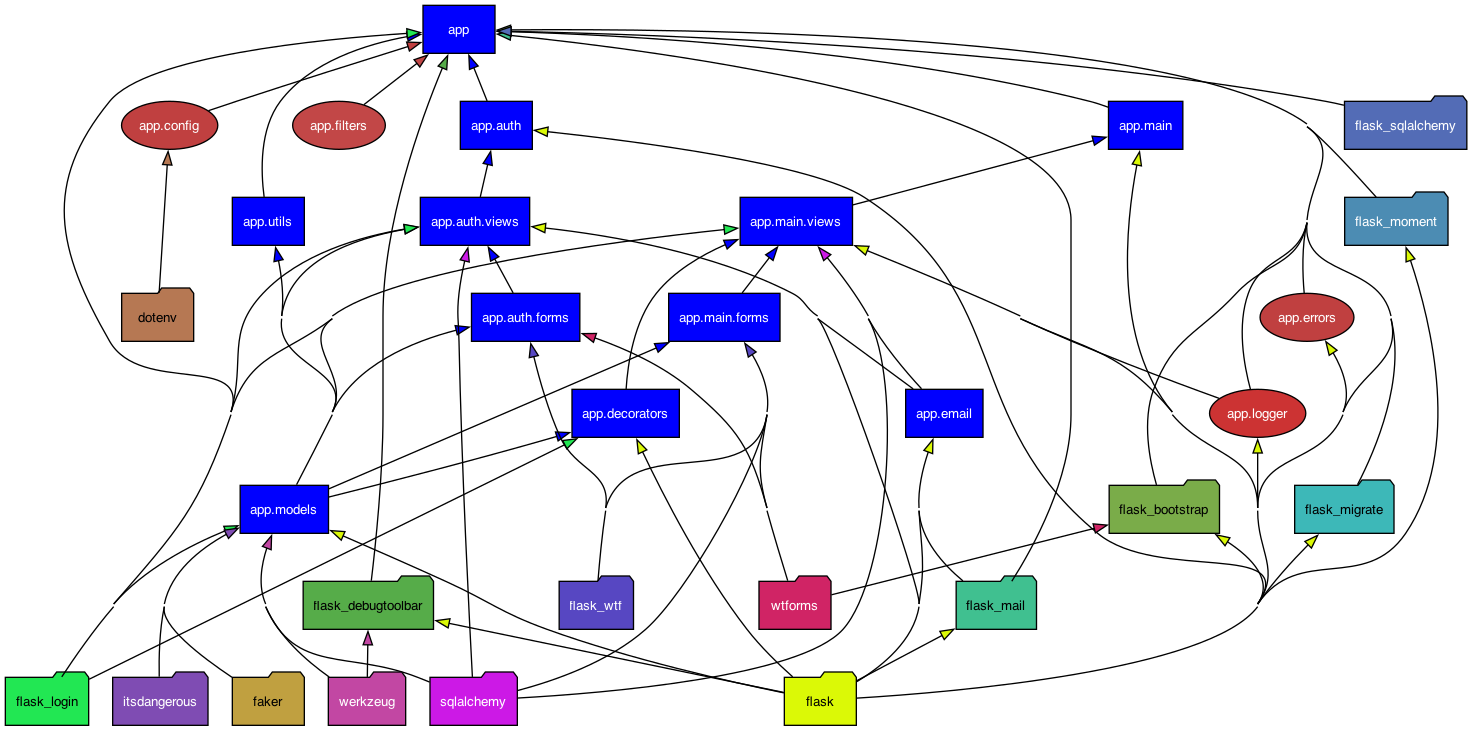 app
app.config
app.filters
app.auth
app.main
flask_sqlalchemy
app.utils
app.auth.views
app.main.views
flask_moment
dotenv
app.auth.forms
app.main.forms
app.errors
app.decorators
app.email
app.logger
app.models
flask_bootstrap
flask_migrate
flask_debugtoolbar
flask_wtf
wtforms
flask_mail
flask_login
itsdangerous
faker
werkzeug
sqlalchemy
flask